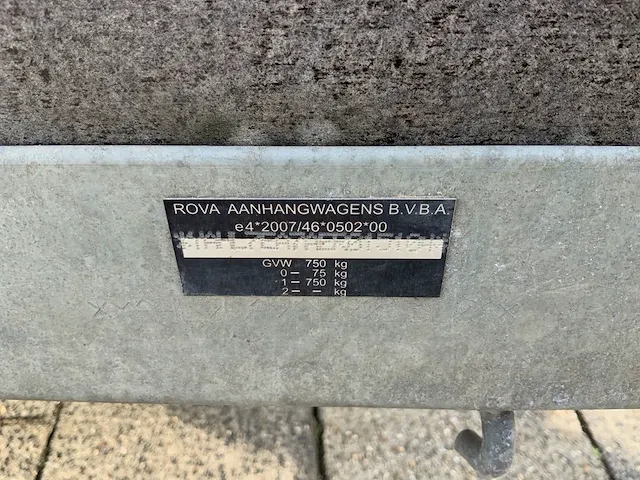 ROVA AANHANGWAGENS B.V.B.A.
e4*2007/46*0502*00
GVW 750 kg
0 – 75 kg
1 – 750 kg
2 – – kg